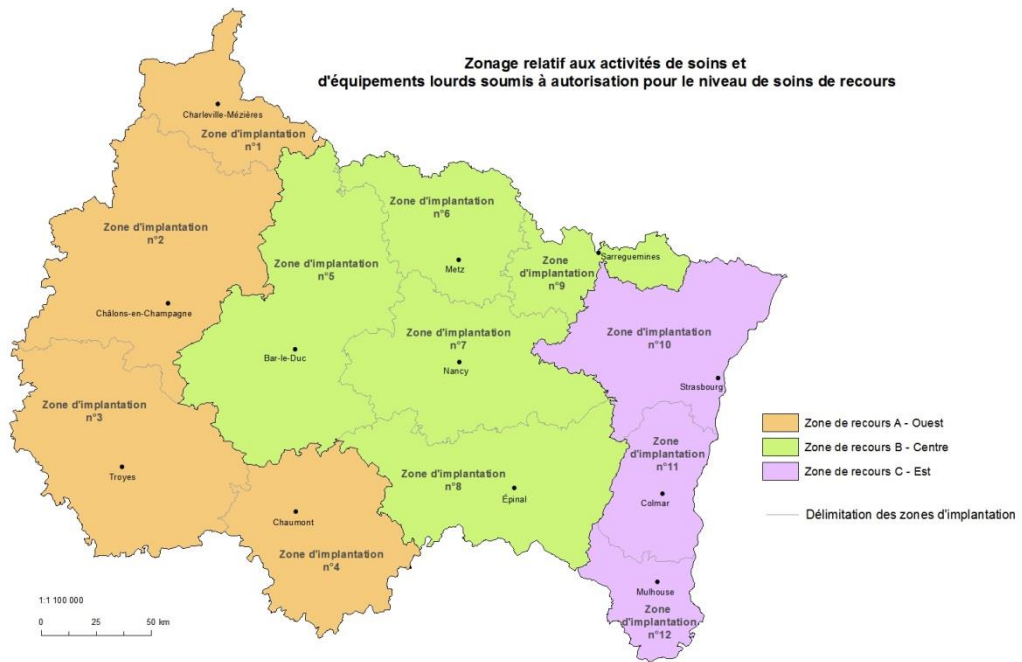 Zonage relatif aux activités de soins et
d'équipements lourds soumis à autorisation pour le niveau de soins de recours
Charleville-Mézières
Zone d'implantation
n°1
Zone d'implantation
n°2
Châlons-en-Champagne
Zone d'implantation
n°3
Troyes
Chaumont
Zone d'implantation
n°4
Zone d'implantation
n°5
Bar-le-Duc
Zone d'implantation
n°6
Metz
Zone d'implantation
n°7
Nancy
Zone d'implantation
n°8
Épinal
Zone
d'implantation
n°9
Sarreguemines
Zone d'implantation
n°10
Strasbourg
Zone
d'implantation
n°11
Colmar
Mulhouse
Zone
d'implantation
n°12
Zone de recours A - Ouest
Zone de recours B - Centre
Zone de recours C - Est
Délimitation des zones d'implantation
1:1 100 000
0 25 50 km